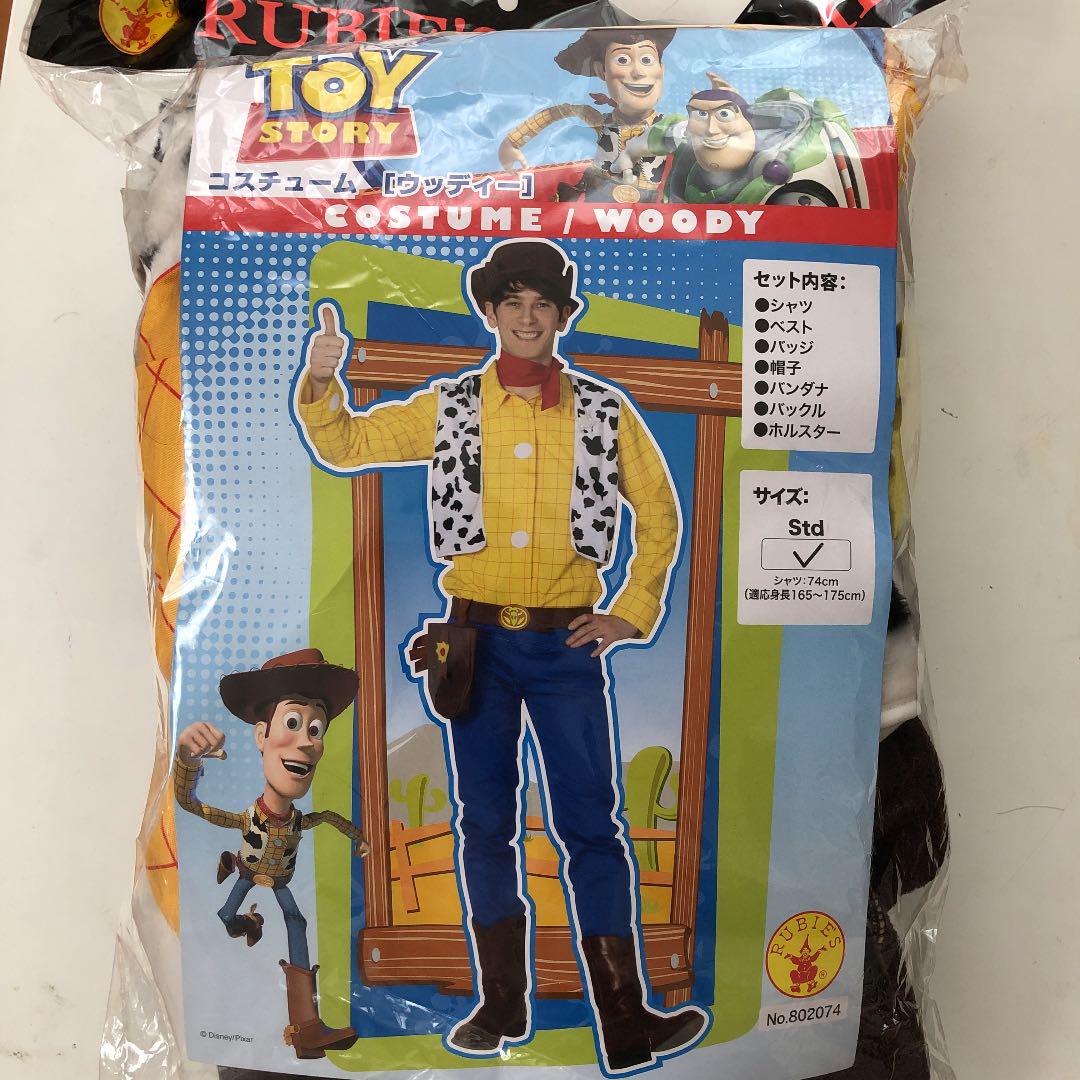 RUBIE's
TOY
STORY
コスチューム [ウッディー]
COSTUME / WOODY
セット内容:
●シャツ
●ベスト
●バッジ
●帽子
●バンダナ
●バックル
●ホルスター
サイズ:
Std
シャツ:74cm
(適応身長165〜175cm)
RUBIE'S
®
No.802074
© Disney/Pixar